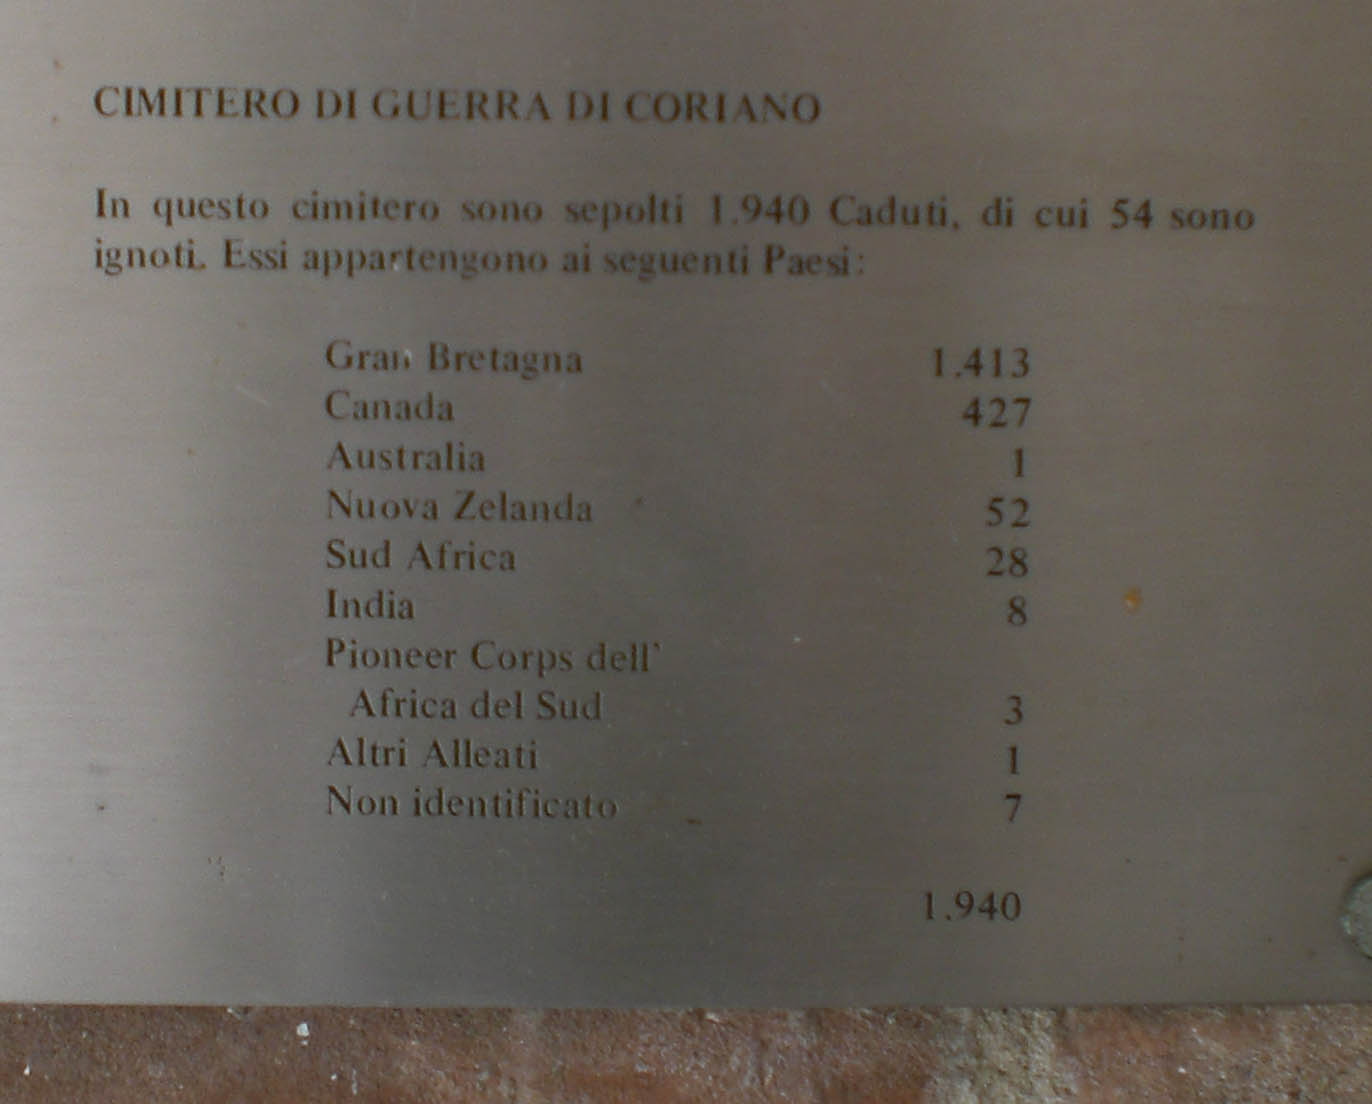 CIMITERO DI GUERRA DI CORIANO
In questo cimitero sono sepolti 1.940 Caduti, di cui 54 sono
ignoti. Essi appartengono ai seguenti Paesi:
Gran Bretagna 1.413
Canada 427
Australia 1
Nuova Zelanda 52
Sud Africa 28
India 8
Pioneer Corps dell'
Africa del Sud 3
Altri Alleati 1
Non identificato 7
1.940